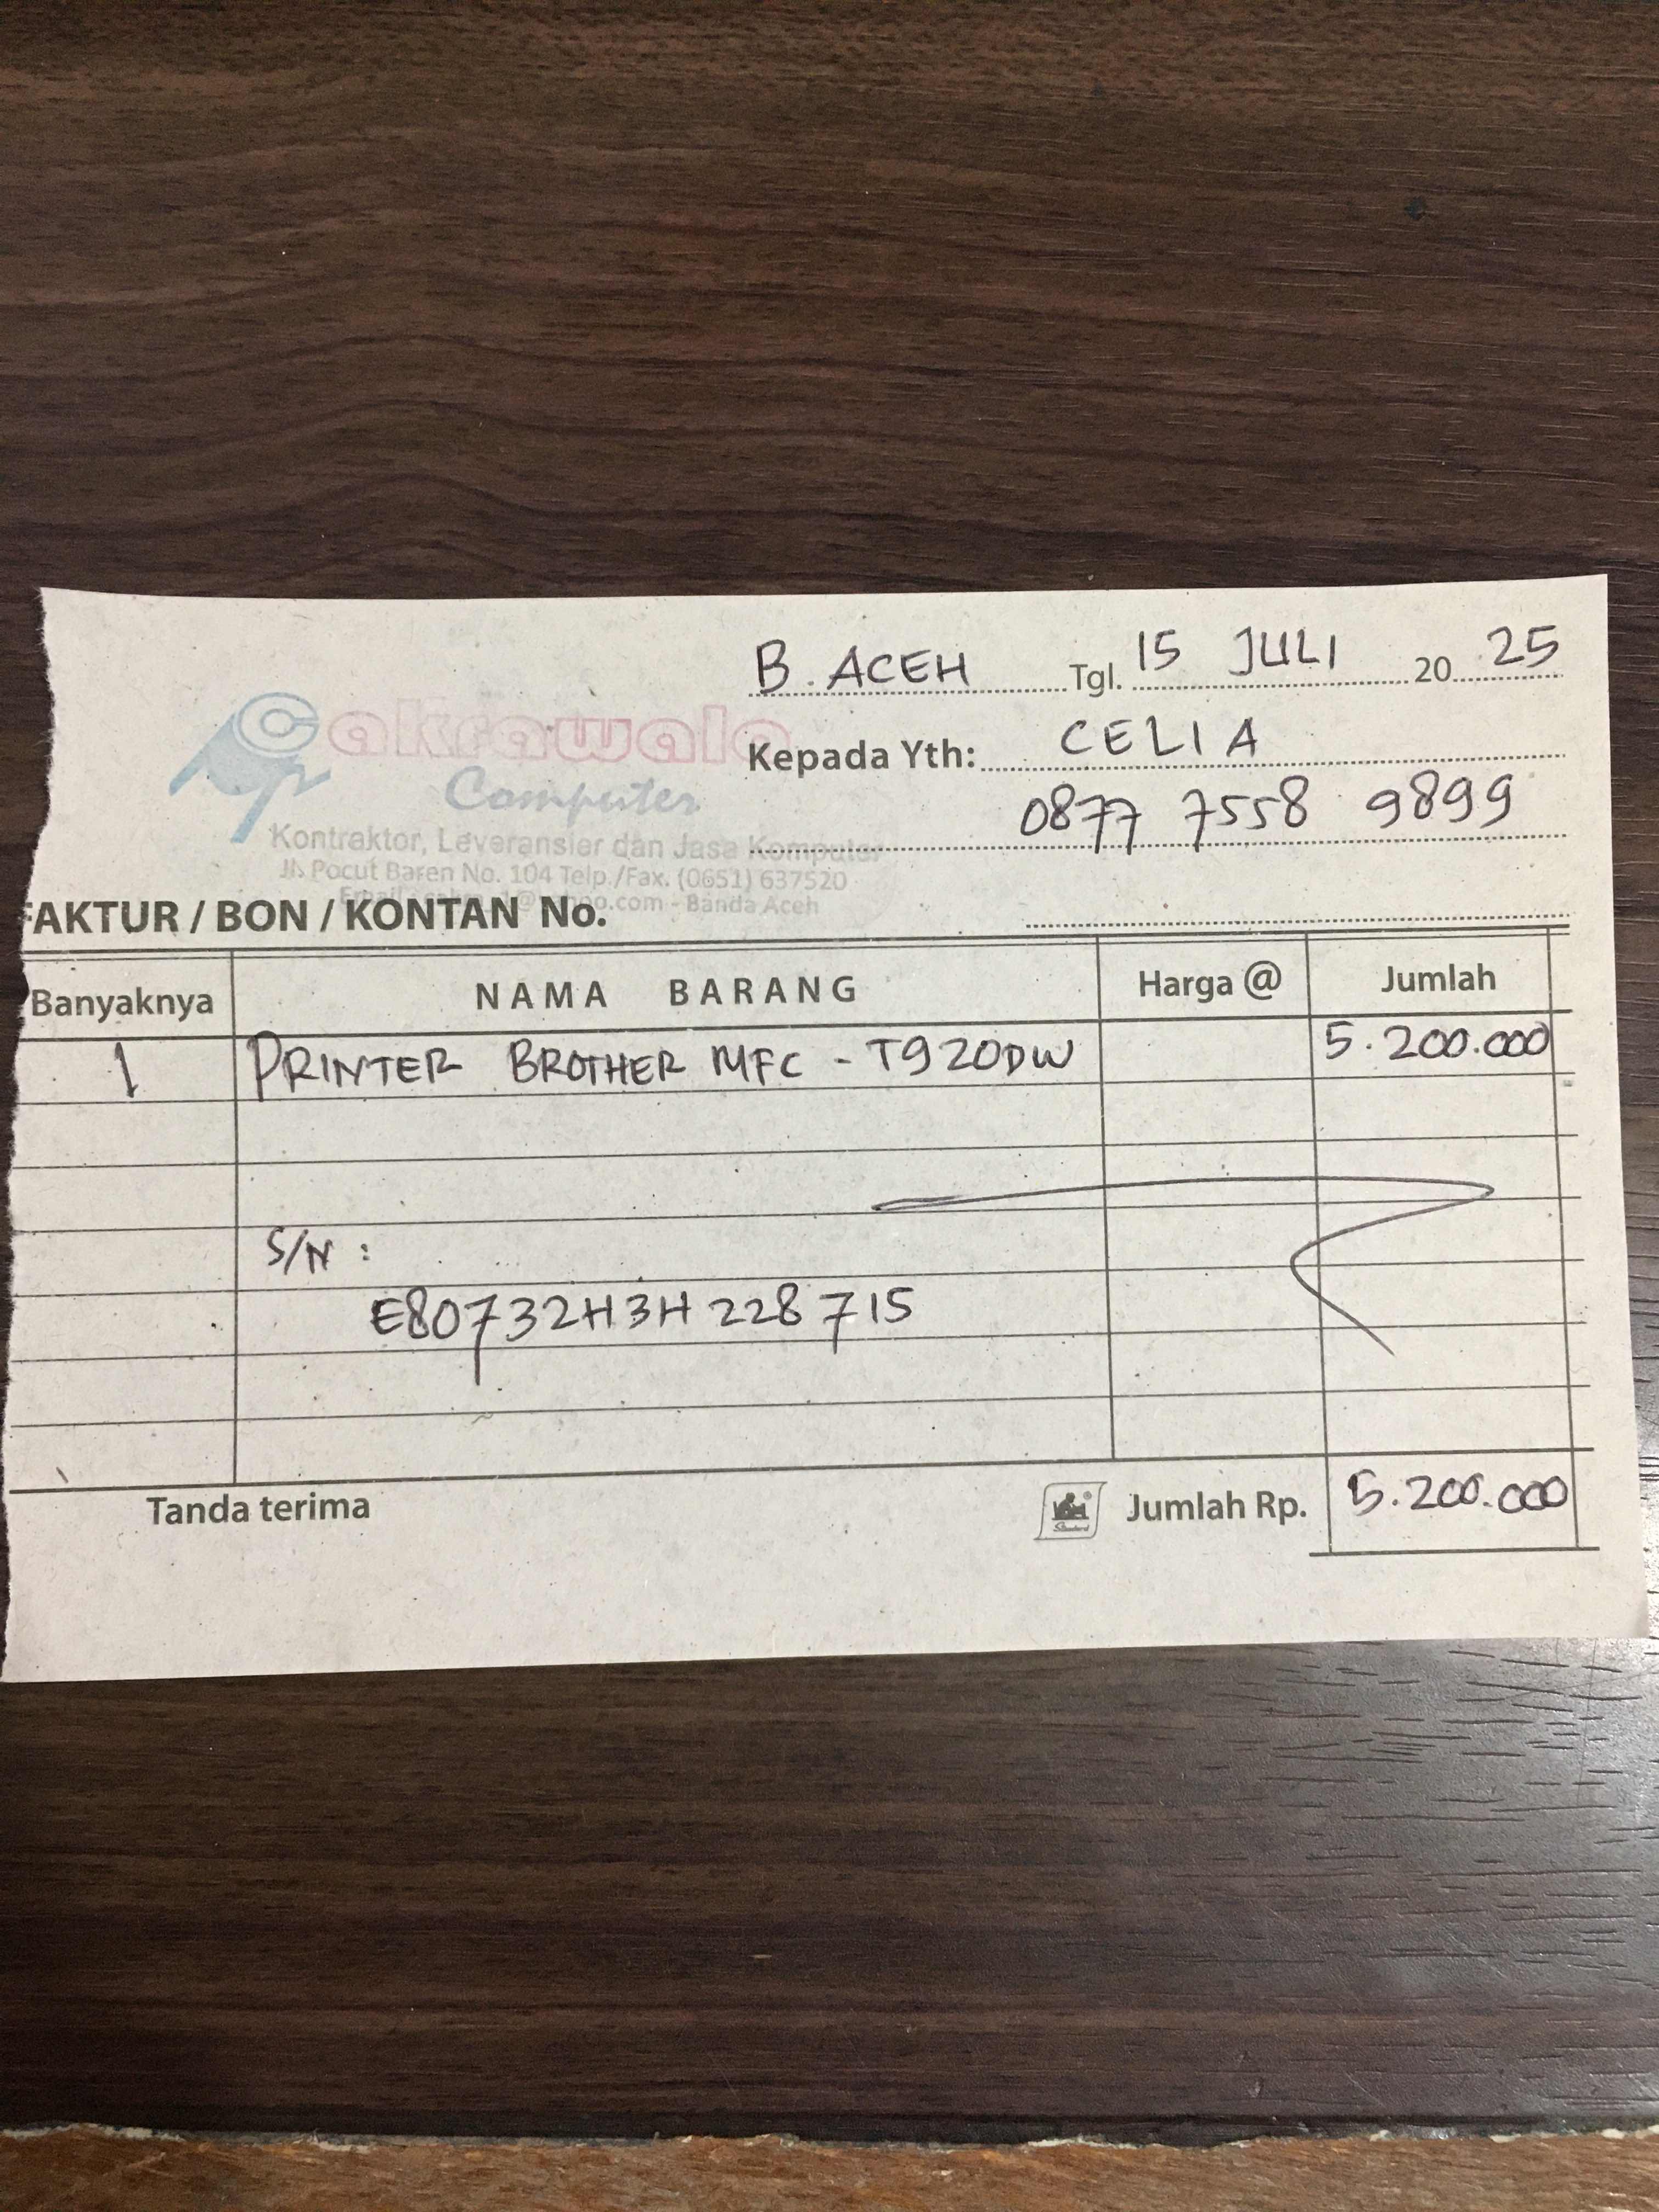 B. ACEH Tgl. 15 JULI 20 25
Cakrawala
Kepada Yth: CELIA
Computer
0877 7558 9899
Kontraktor, Leveransier dan Jasa Komputer
Jl. Pocut Baren No. 104 Telp./Fax. (0651) 637520
- Banda Aceh
FAKTUR / BON / KONTAN No.
Banyaknya NAMA BARANG Harga @ Jumlah
1 PRINTER BROTHER MFC - T920DW 5.200.000
S/N :
E80732H3H228715
Tanda terima Jumlah Rp. 5.200.000